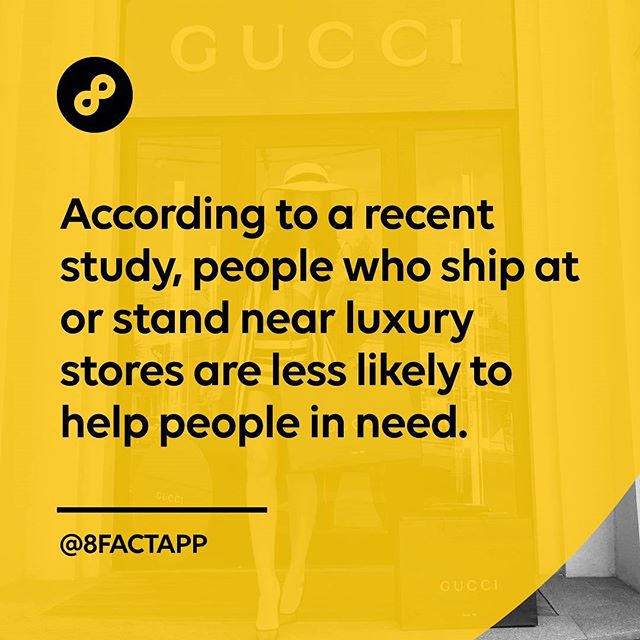 GUCCI
According to a recent
study, people who ship at
or stand near luxury
stores are less likely to
help people in need.
GUCCI
@8FACTAPP
GUCCI